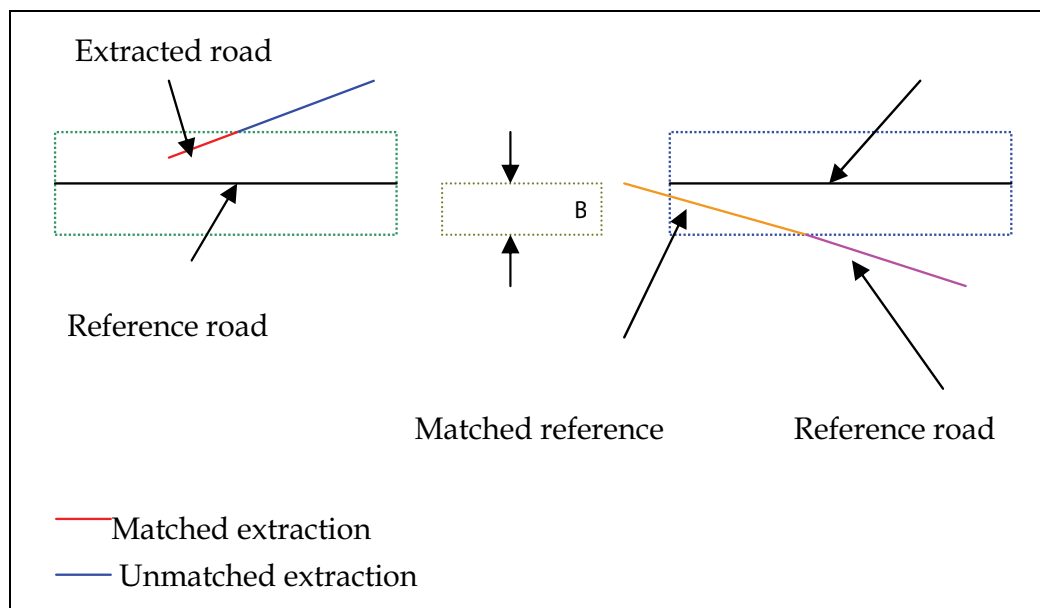 Extracted road
B
Reference road
Matched reference
Reference road
Matched extraction
Unmatched extraction